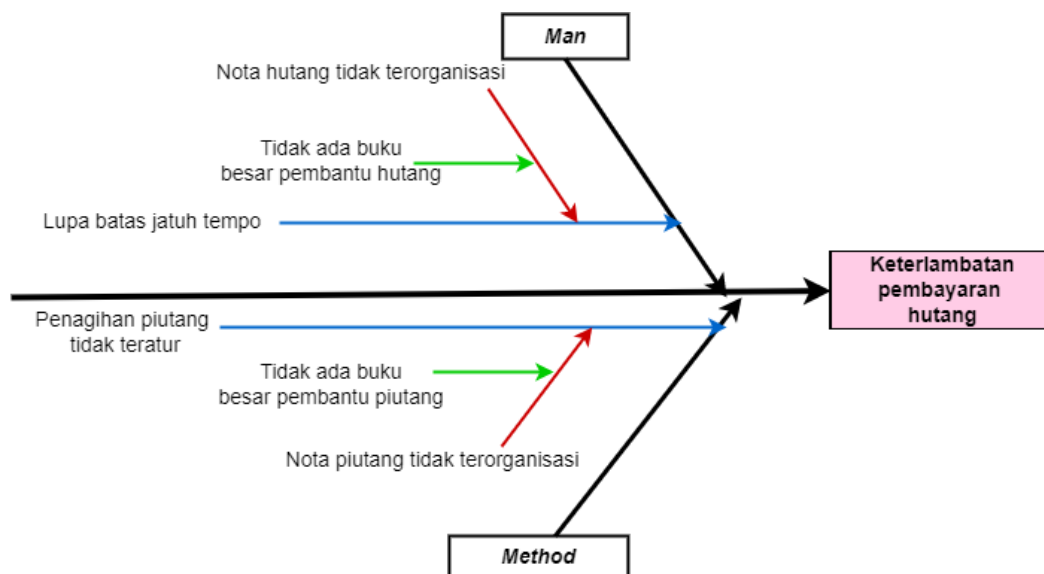 Man
Nota hutang tidak terorganisasi
Tidak ada buku
besar pembantu hutang
Lupa batas jatuh tempo
Keterlambatan
pembayaran
hutang
Penagihan piutang
tidak teratur
Tidak ada buku
besar pembantu piutang
Nota piutang tidak terorganisasi
Method